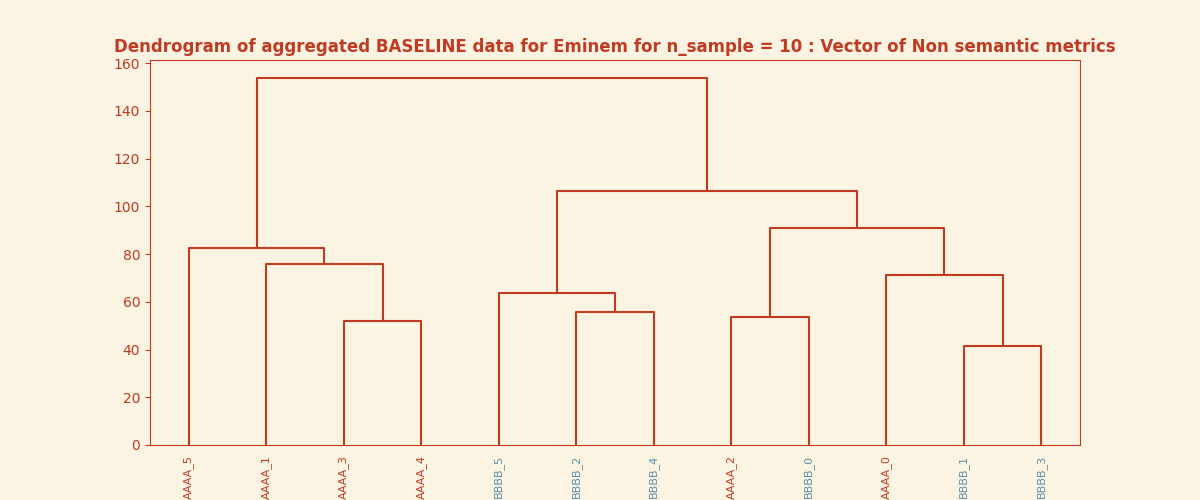 Dendrogram of aggregated BASELINE data for Eminem for n_sample = 10 : Vector of Non semantic metrics
160
140
120
100
80
60
40
20
0
AAAA_5
AAAA_1
AAAA_3
AAAA_4
BBBB_5
BBBB_2
BBBB_4
AAAA_2
BBBB_0
AAAA_0
BBBB_1
BBBB_3